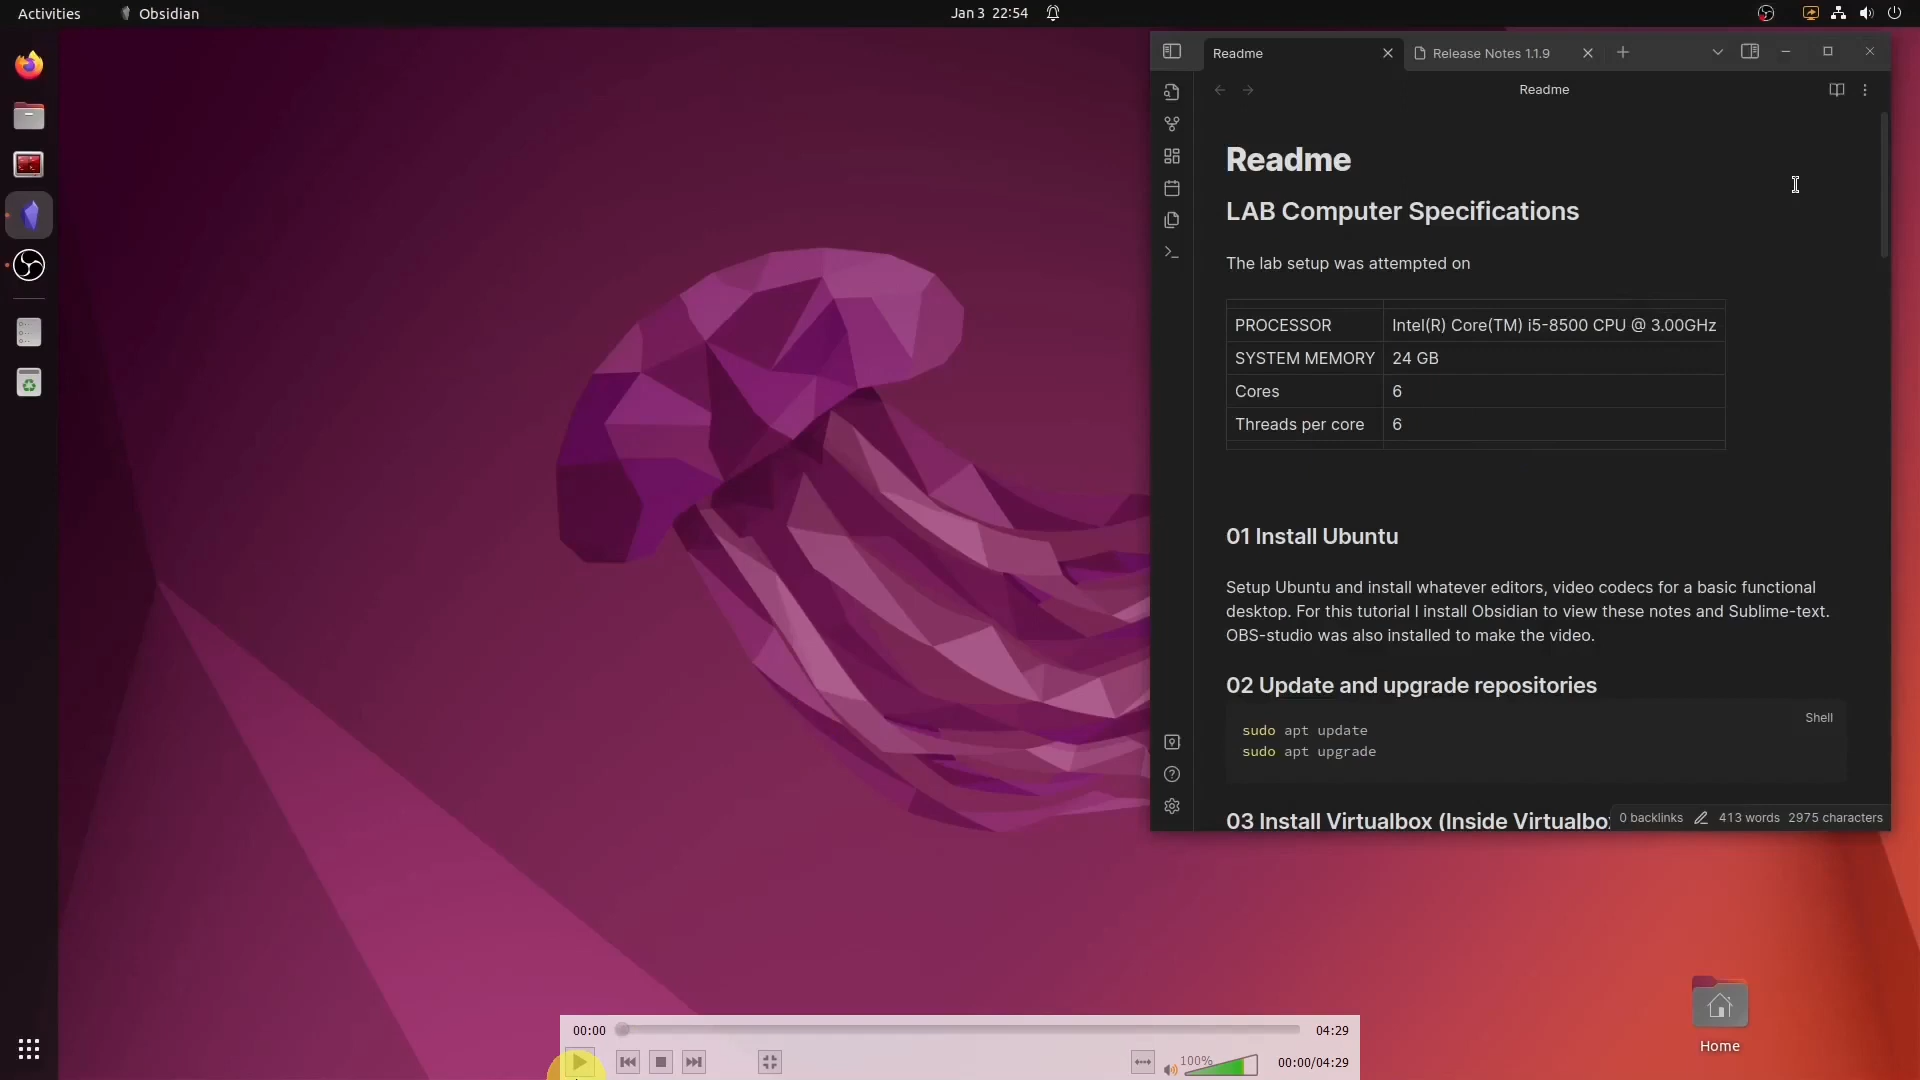 Activities
Obsidian
Jan 3 22:54
Readme
Release Notes 1.1.9
Readme
Readme
LAB Computer Specifications
The lab setup was attempted on
PROCESSOR Intel(R) Core(TM) i5-8500 CPU @ 3.00GHz
SYSTEM MEMORY 24 GB
Cores 6
Threads per core 6
01 Install Ubuntu
Setup Ubuntu and install whatever editors, video codecs for a basic functional
desktop. For this tutorial I install Obsidian to view these notes and Sublime-text.
OBS-studio was also installed to make the video.
02 Update and upgrade repositories
Shell
sudo apt update
sudo apt upgrade
03 Install Virtualbox (Inside Virtualbo
0 backlinks 413 words 2975 characters
Home
00:00 04:29
100% 00:00/04:29